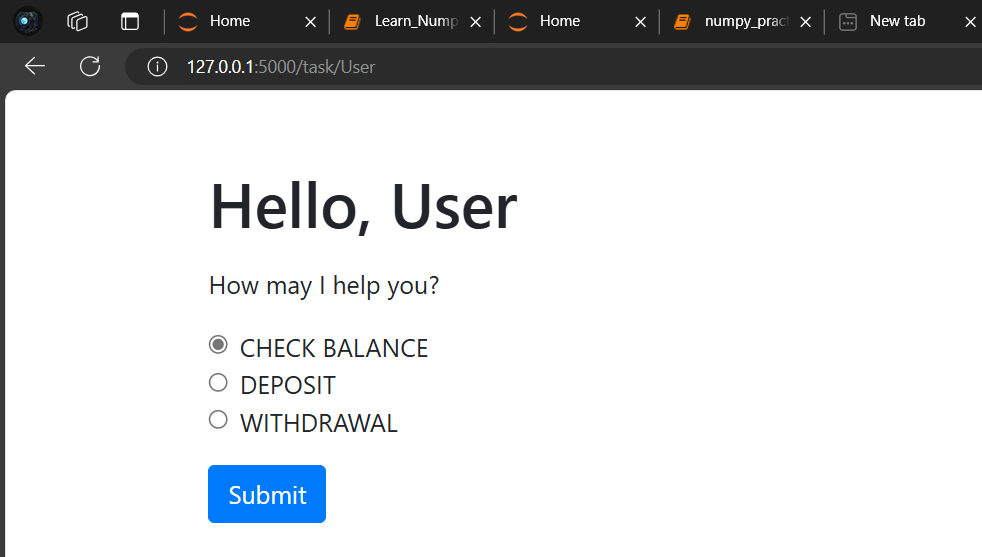 Home
Learn_Nump
Home
numpy_pract
New tab
127.0.0.1:5000/task/User
Hello, User
How may I help you?
CHECK BALANCE
DEPOSIT
WITHDRAWAL
Submit